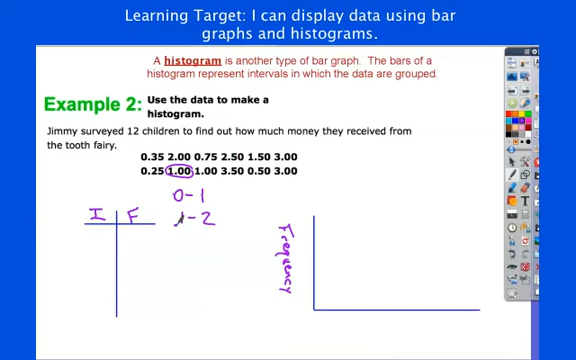 Learning Target: I can display data using bar
graphs and histograms.
A histogram is another type of bar graph. The bars of a
histogram represent intervals in which the data are grouped.
Example 2: Use the data to make a
histogram.
Jimmy surveyed 12 children to find out how much money they received from
the tooth fairy.
0.35 2.00 0.75 2.50 1.50 3.00
0.25 1.00 1.00 3.50 0.50 3.00
0-1
I F 1-2
Frequency